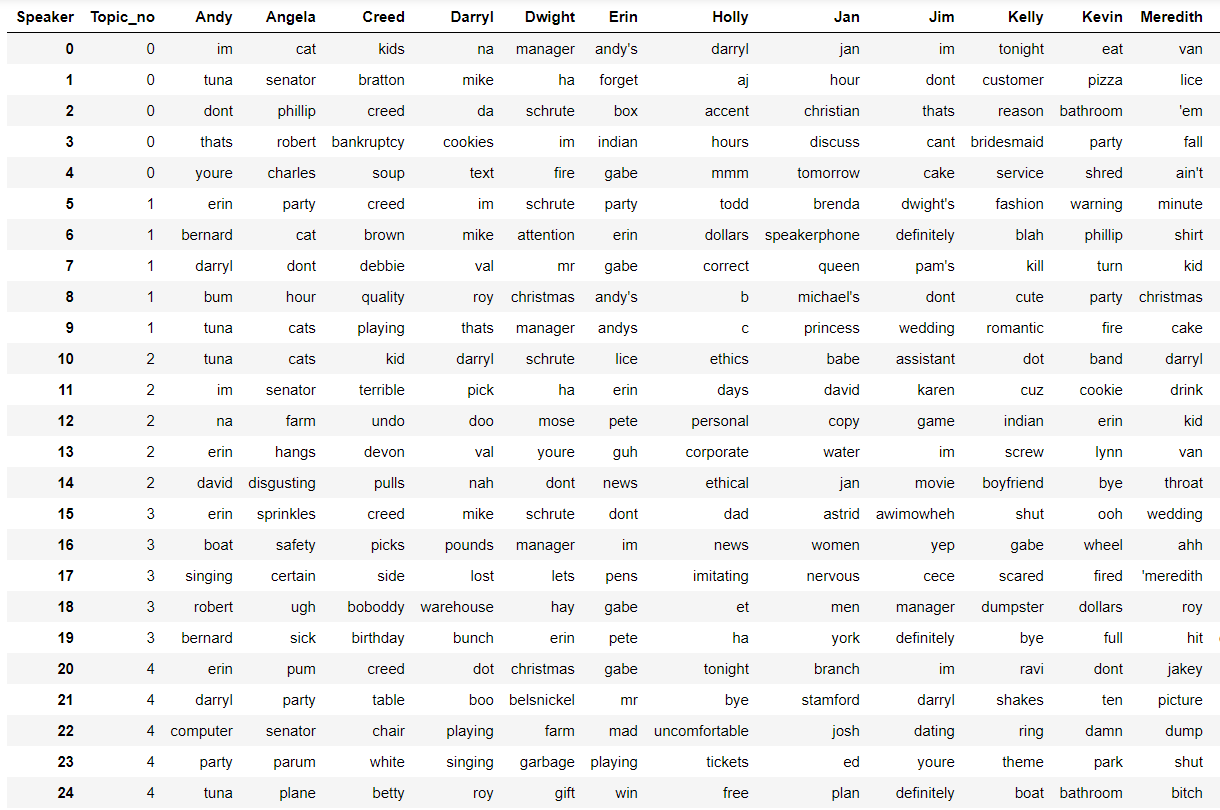 Speaker Topic_no Andy Angela Creed Darryl Dwight Erin Holly Jan Jim Kelly Kevin Meredith
0 0 im cat kids na manager andy's darryl jan im tonight eat van
1 0 tuna senator bratton mike ha forget aj hour dont customer pizza lice
2 0 dont phillip creed da schrute box accent christian thats reason bathroom 'em
3 0 thats robert bankruptcy cookies im indian hours discuss cant bridesmaid party fall
4 0 youre charles soup text fire gabe mmm tomorrow cake service shred ain't
5 1 erin party creed im schrute party todd brenda dwight's fashion warning minute
6 1 bernard cat brown mike attention erin dollars speakerphone definitely blah phillip shirt
7 1 darryl dont debbie val mr gabe correct queen pam's kill turn kid
8 1 bum hour quality roy christmas andy's b michael's dont cute party christmas
9 1 tuna cats playing thats manager andys c princess wedding romantic fire cake
10 2 tuna cats kid darryl schrute lice ethics babe assistant dot band darryl
11 2 im senator terrible pick ha erin days david karen cuz cookie drink
12 2 na farm undo doo mose pete personal copy game indian erin kid
13 2 erin hangs devon val youre guh corporate water im screw lynn van
14 2 david disgusting pulls nah dont news ethical jan movie boyfriend bye throat
15 3 erin sprinkles creed mike schrute dont dad astrid awimowheh shut ooh wedding
16 3 boat safety picks pounds manager im news women yep gabe wheel ahh
17 3 singing certain side lost lets pens imitating nervous cece scared fired 'meredith
18 3 robert ugh boboddy warehouse hay gabe et men manager dumpster dollars roy
19 3 bernard sick birthday bunch erin pete ha york definitely bye full hit
20 4 erin pum creed dot christmas gabe tonight branch im ravi dont jakey
21 4 darryl party table boo belsnickel mr bye stamford darryl shakes ten picture
22 4 computer senator chair playing farm mad uncomfortable josh dating ring damn dump
23 4 party parum white singing garbage playing tickets ed youre theme park shut
24 4 tuna plane betty roy gift win free plan definitely boat bathroom bitch